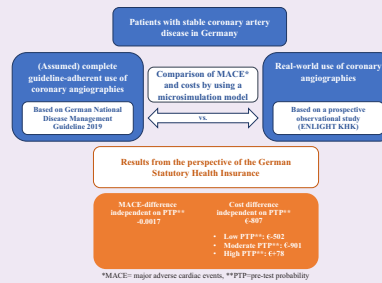 Patients with stable coronary artery
disease in Germany
(Assumed) complete
guideline-adherent use of
coronary angiographies
Based on German National
Disease Management
Guideline 2019
Comparison of MACE*
and costs by using a
microsimulation model
vs.
Real-world use of coronary
angiographies
Based on a prospective
observational study
(ENLIGHT KHK)
Results from the perspective of the German
Statutory Health Insurance
MACE-difference
independent on PTP**
-0.0017
Cost difference
independent on PTP**
€-807
• Low PTP**: €-502
• Moderate PTP**: €-901
• High PTP**: €+78
*MACE= major adverse cardiac events, **PTP=pre-test probability